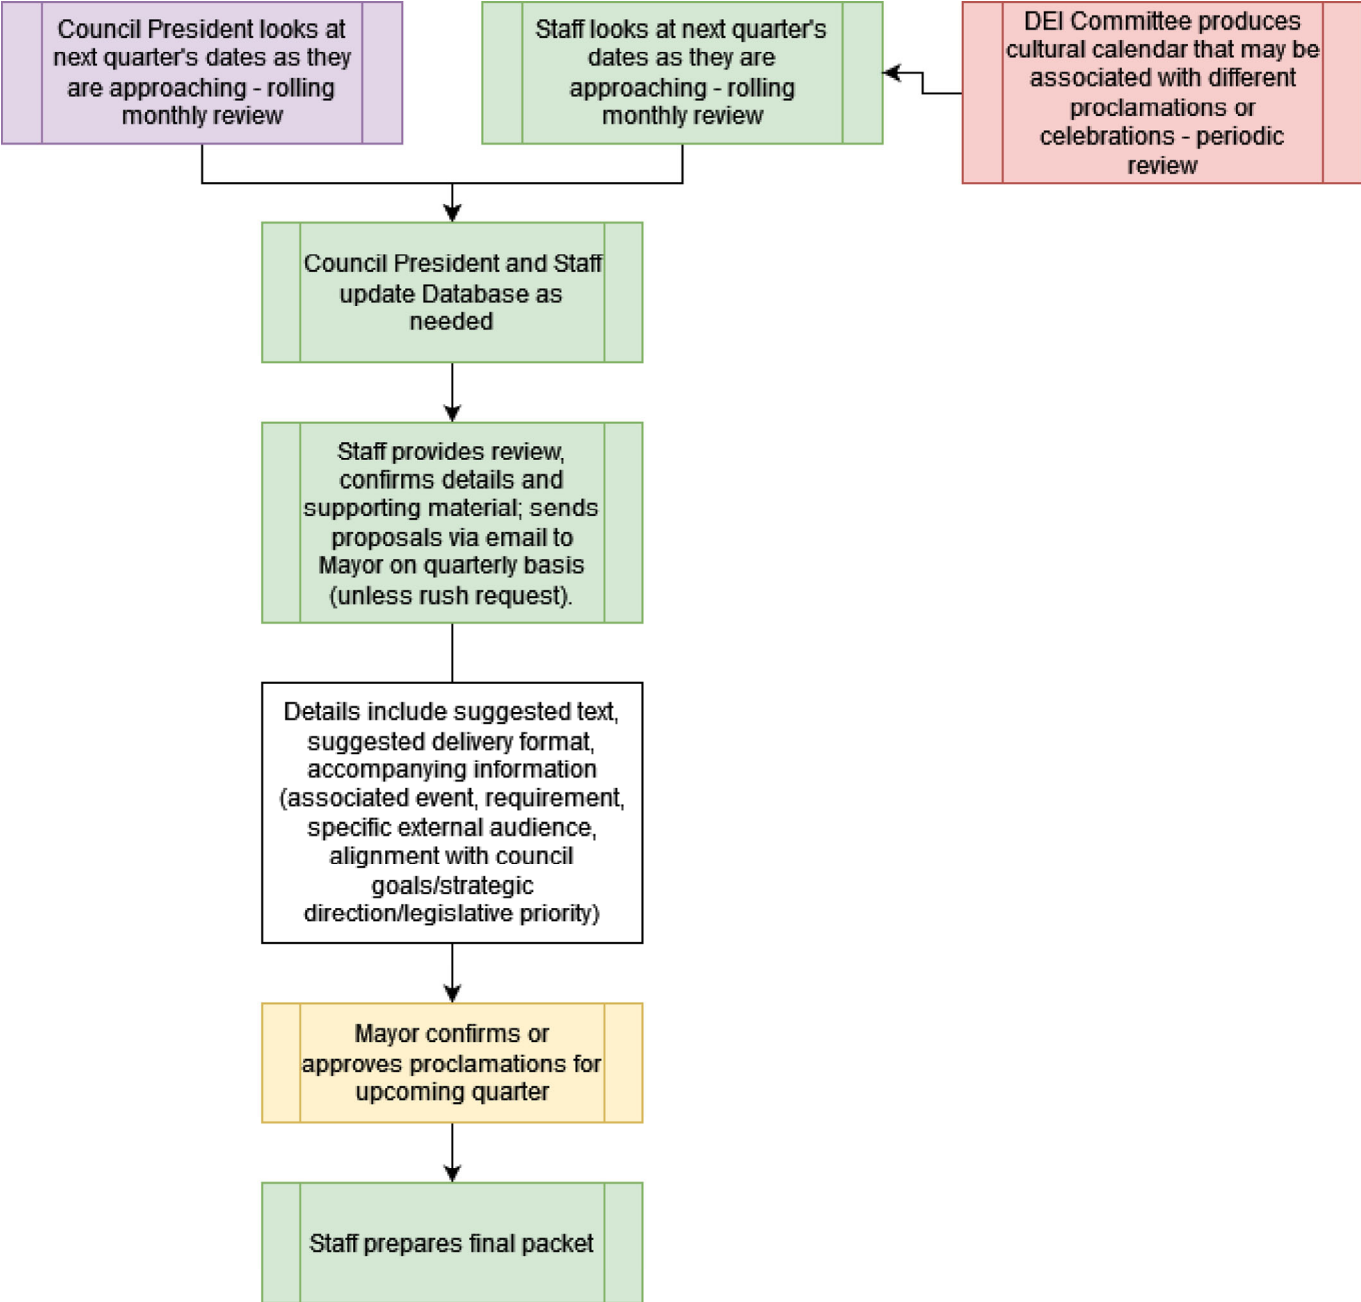 Council President looks at
next quarter's dates as they
are approaching - rolling
monthly review
Staff looks at next quarter's
dates as they are
approaching - rolling
monthly review
DEI Committee produces
cultural calendar that may be
associated with different
proclamations or
celebrations - periodic
review
Council President and Staff
update Database as
needed
Staff provides review,
confirms details and
supporting material; sends
proposals via email to
Mayor on quarterly basis
(unless rush request).
Details include suggested text,
suggested delivery format,
accompanying information
(associated event, requirement,
specific external audience,
alignment with council
goals/strategic
direction/legislative priority)
Mayor confirms or
approves proclamations for
upcoming quarter
Staff prepares final packet